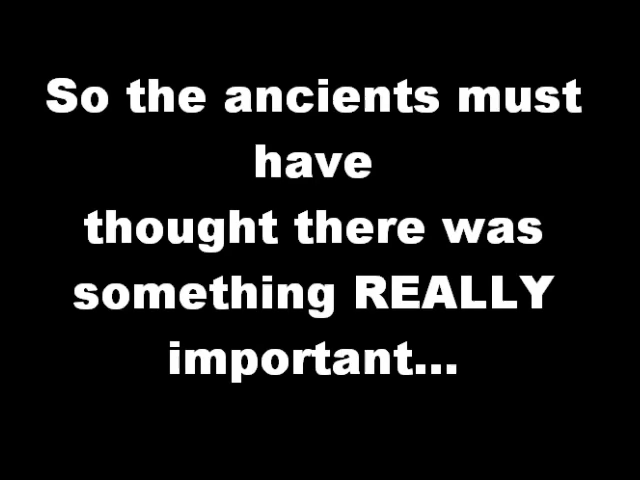 So the ancients must
have
thought there was
something REALLY
important...